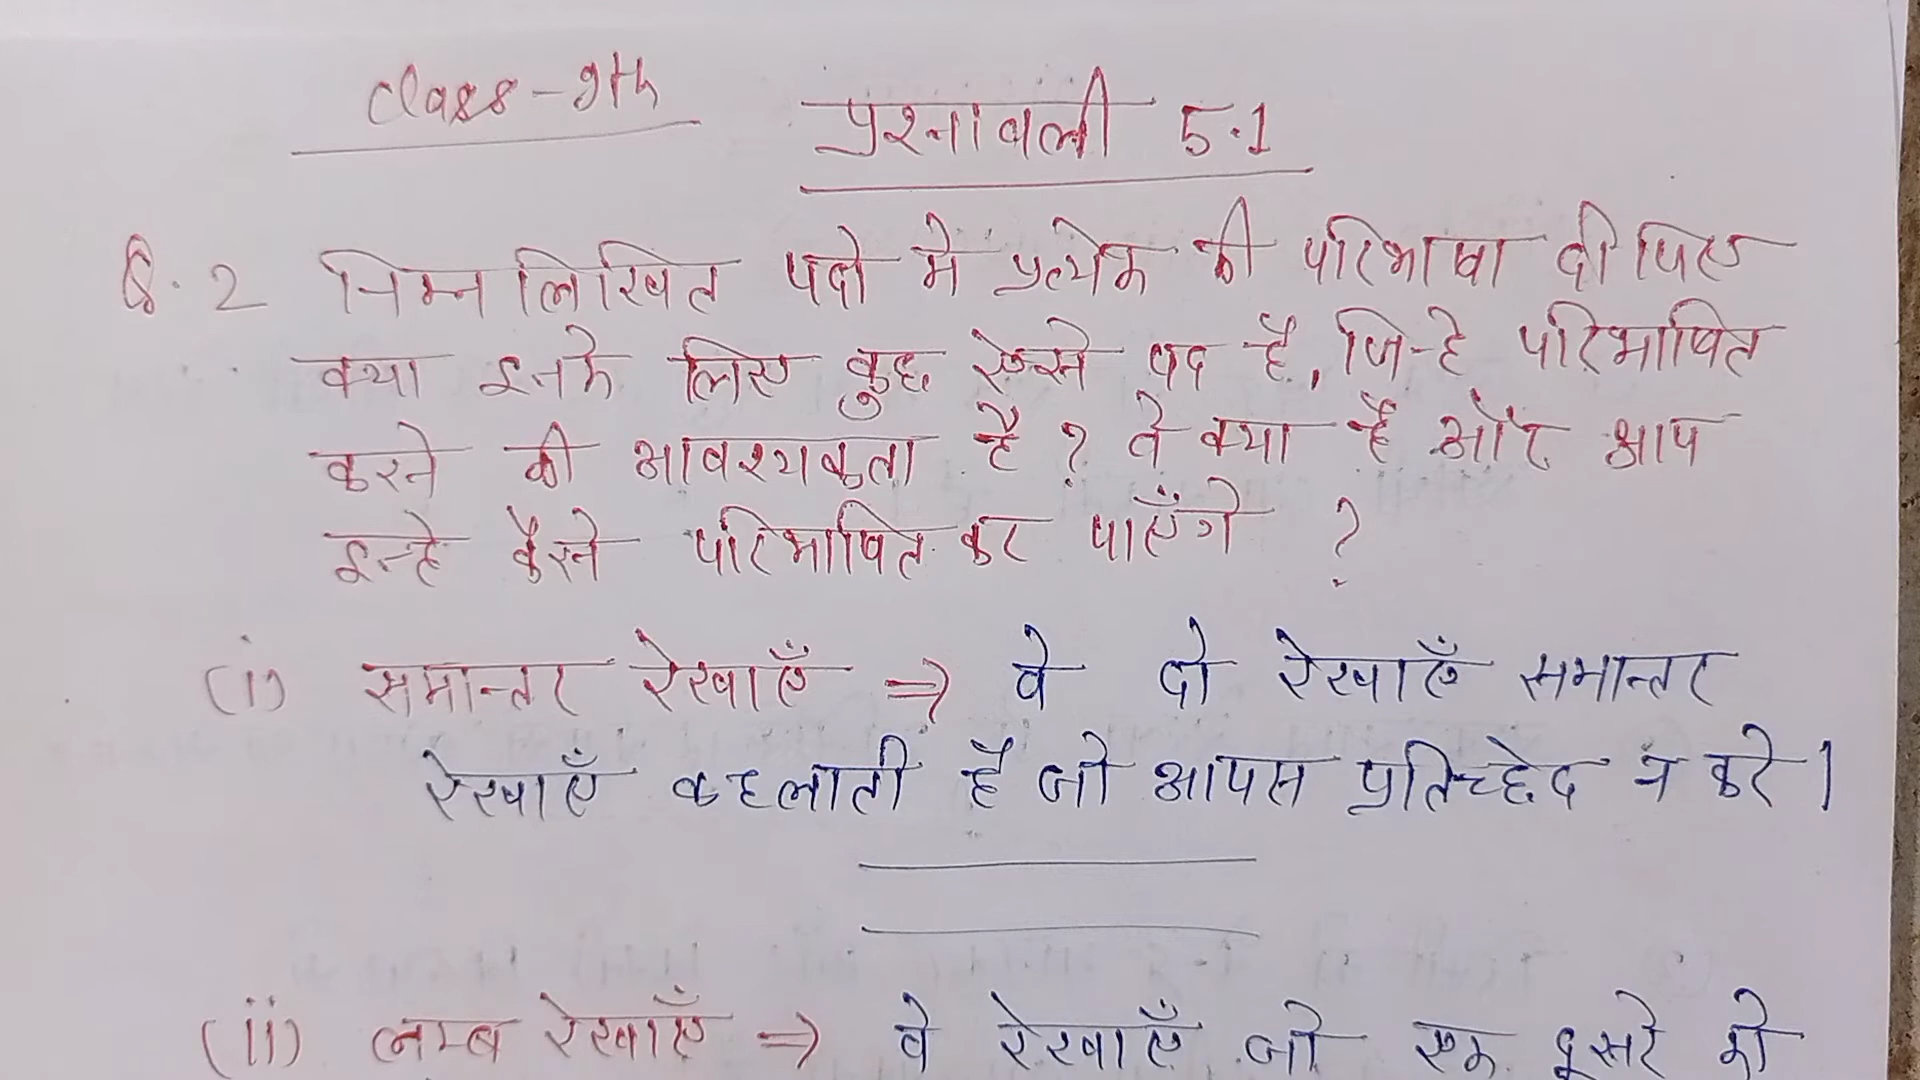 Class - 9th
प्रश्नावली 5.1
Q. 2 निम्नलिखित पदो मे प्रत्येक की परिभाषा दीजिए
क्या इनके लिए कुछ ऐसे पद है, जिन्हे परिभाषित
करने की आवश्यकता है ? वे क्या है और आप
इन्हे कैसे परिभाषित कर पाएँगे ?
(i) समान्तर रेखाएँ ⇒ वे दो रेखाएँ समान्तर
रेखाएँ कहलाती है जो आपस प्रतिच्छेद न करे।
(ii) लम्ब रेखाएँ ⇒ वे रेखाएँ जो एक दूसरे को